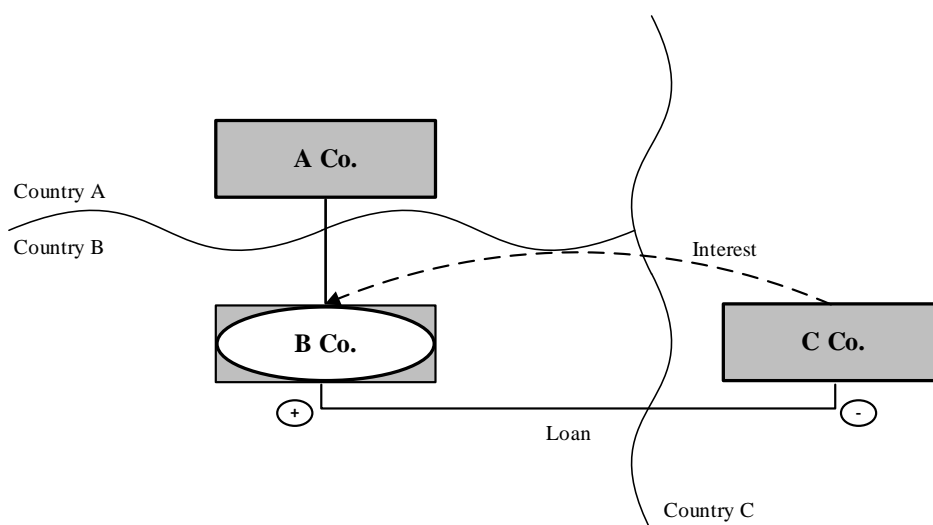 A Co.
Country A
Country B
Interest
B Co.
C Co.
+
-
Loan
Country C